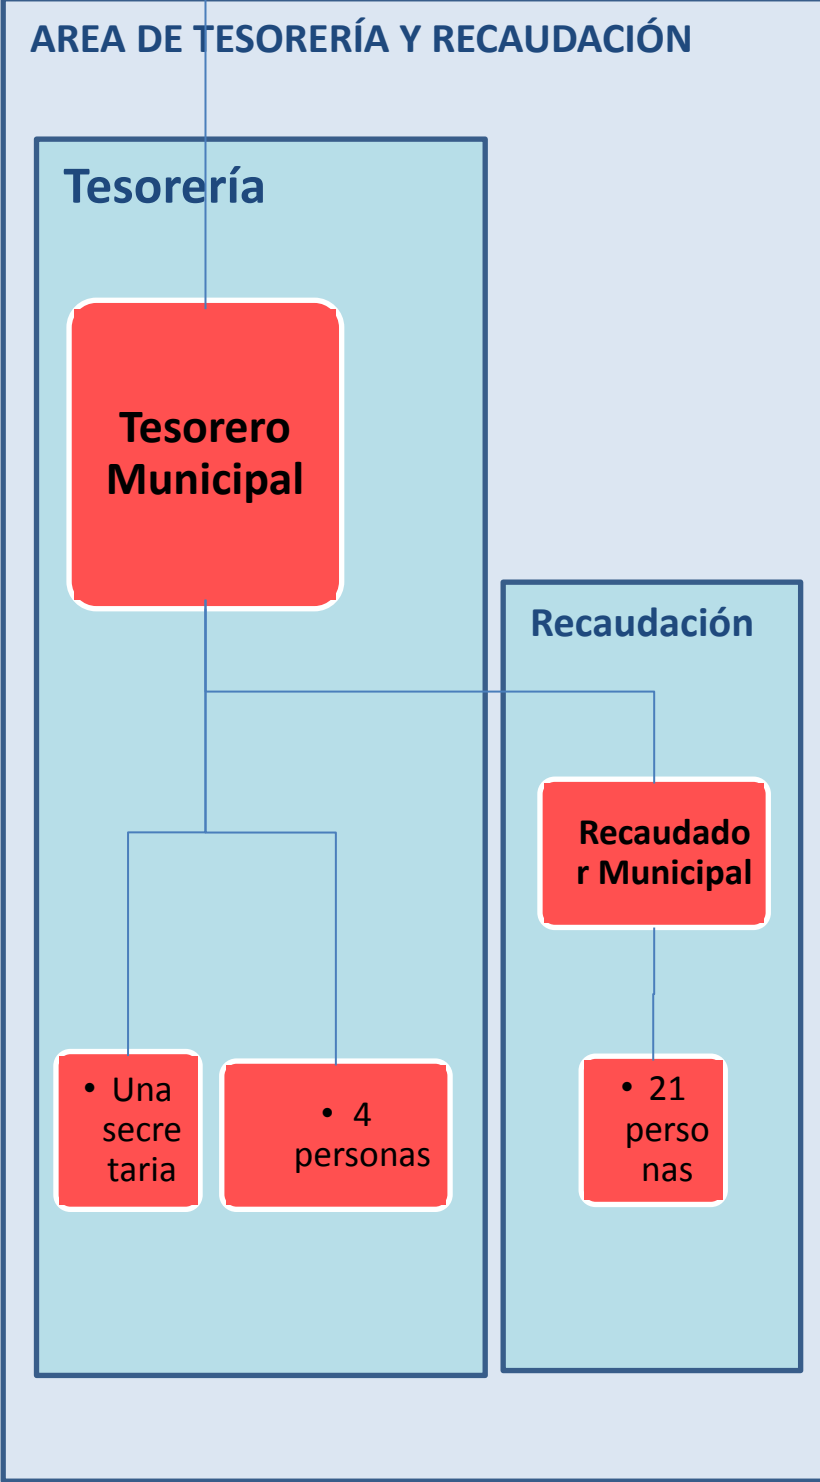 AREA DE TESORERÍA Y RECAUDACIÓN
Tesorería
Tesorero
Municipal
Recaudación
Recaudado
r Municipal
• Una
secre
taria
• 4
personas
• 21
perso
nas